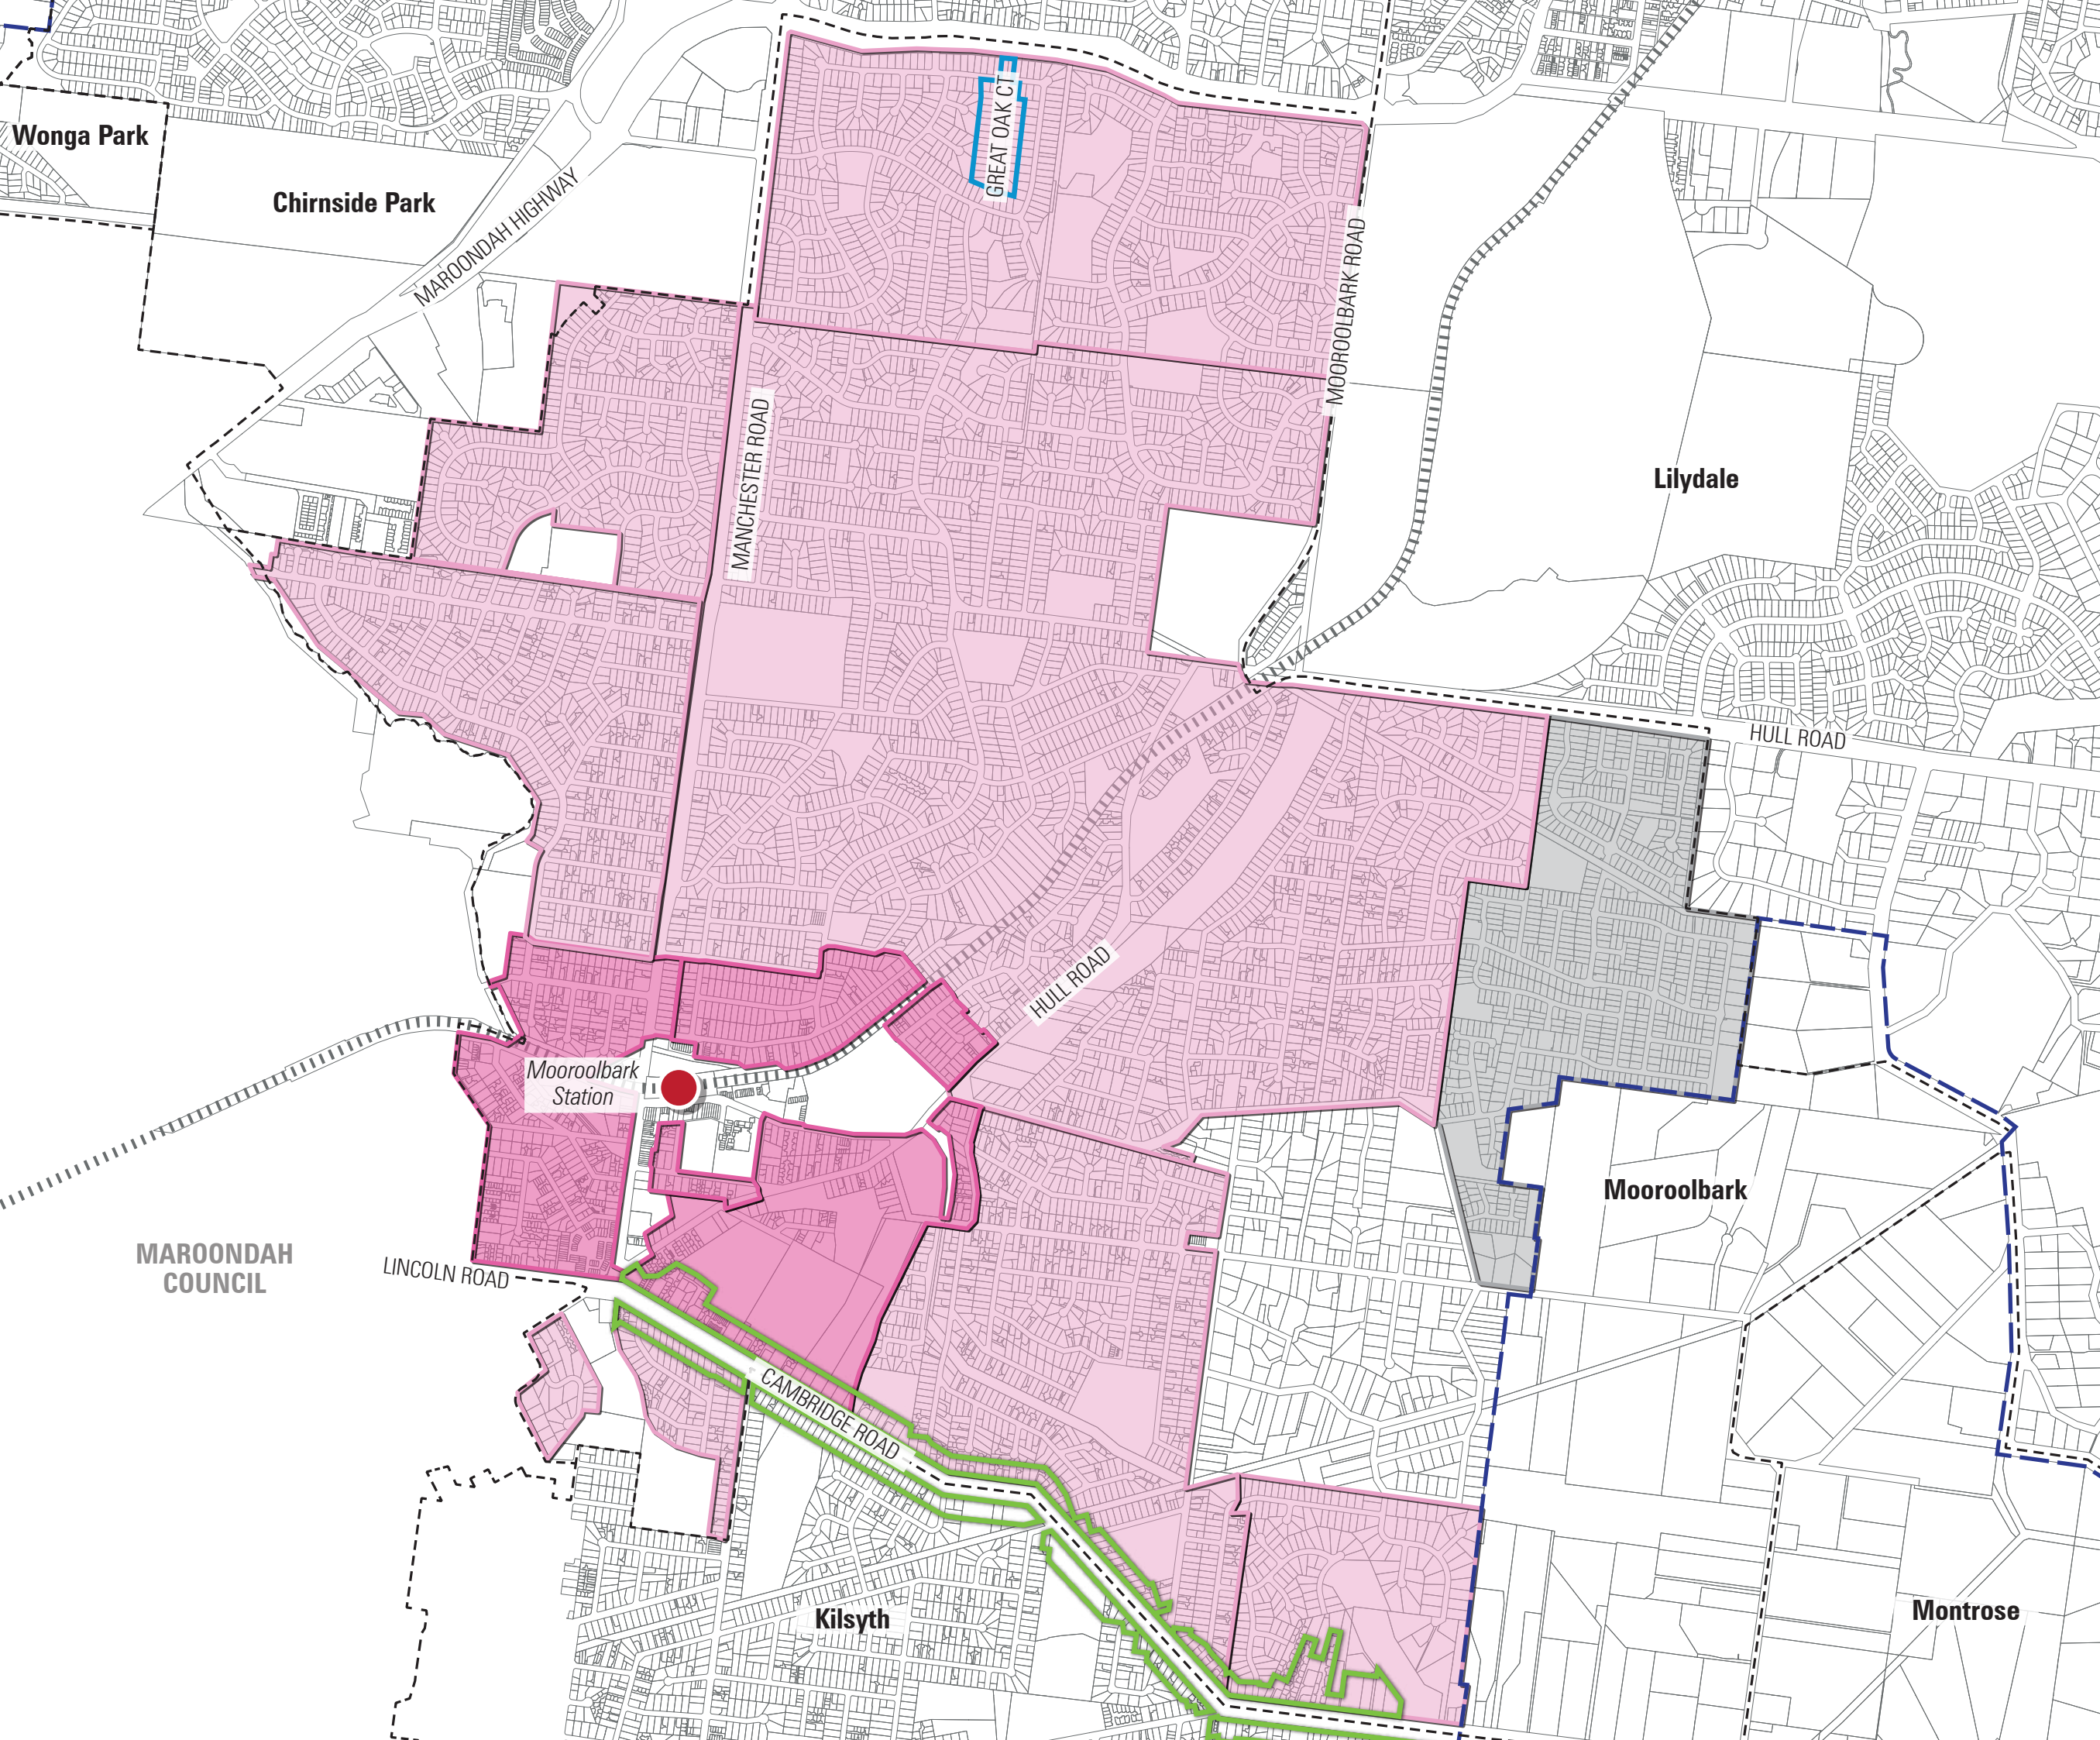 GREAT OAK CT
Wonga Park
Chirnside Park
MAROONDAH HIGHWAY
MOOROOLBARK ROAD
MANCHESTER ROAD
Lilydale
HULL ROAD
HULL ROAD
Mooroolbark
Station
Mooroolbark
MAROONDAH
COUNCIL
LINCOLN ROAD
CAMBRIDGE ROAD
Kilsyth
Montrose